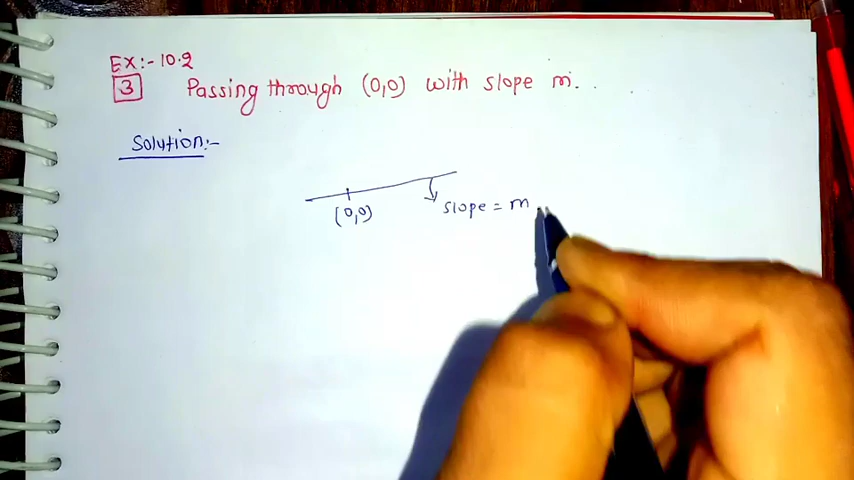 Ex:- 10.2
3 Passing through (0,0) with slope m.
Solution:-
(0,0) slope = m